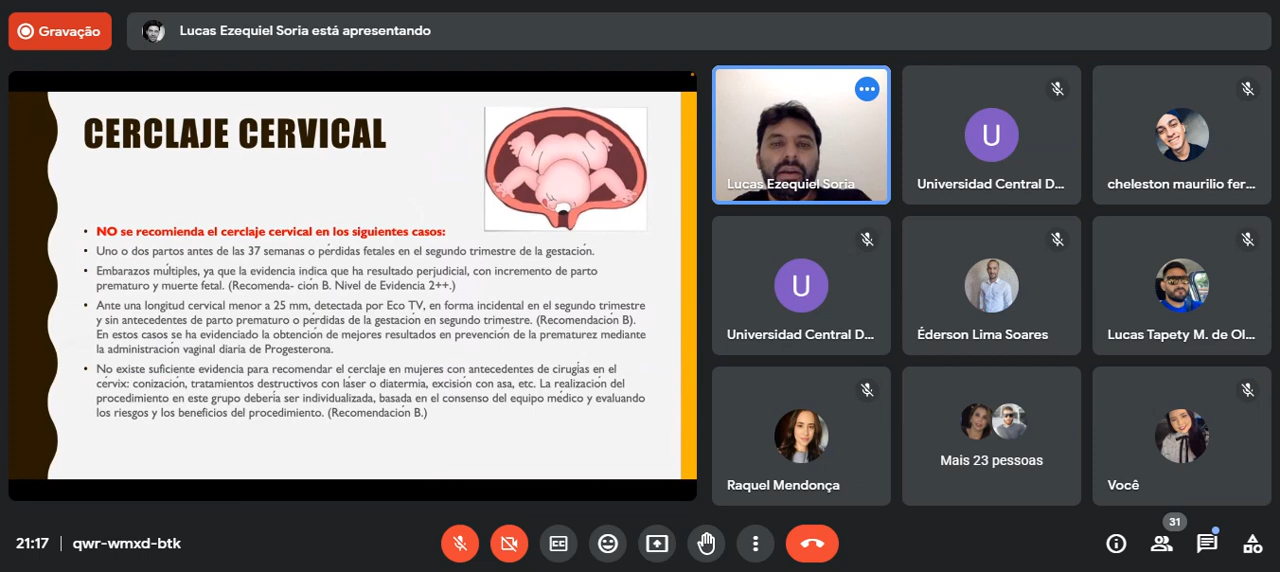 Gravação
Lucas Ezequiel Soria está apresentando
CERCLAJE CERVICAL
• NO se recomienda el cerclaje cervical en los siguientes casos:
• Uno o dos partos antes de las 37 semanas o pérdidas fetales en el segundo trimestre de la gestación.
• Embarazos múltiples, ya que la evidencia indica que ha resultado perjudicial, con incremento de parto
prematuro y muerte fetal. (Recomenda- ción B. Nivel de Evidencia 2++.)
• Ante una longitud cervical menor a 25 mm, detectada por Eco TV, en forma incidental en el segundo trimestre
y sin antecedentes de parto prematuro o pérdidas de la gestación en segundo trimestre. (Recomendación B).
En estos casos se ha evidenciado la obtención de mejores resultados en prevención de la prematurez mediante
la administración vaginal diaria de Progesterona.
• No existe suficiente evidencia para recomendar el cerclaje en mujeres con antecedentes de cirugías en el
cérvix: conización, tratamientos destructivos con láser o diatermia, excisión con asa, etc. La realización del
procedimiento en este grupo debería ser individualizada, basada en el consenso del equipo médico y evaluando
los riesgos y los beneficios del procedimiento. (Recomendación B.)
Lucas Ezequiel Soria
U
Universidad Central D...
cheleston maurilio fer...
U
Universidad Central D...
Éderson Lima Soares
Lucas Tapety M. de Ol...
Raquel Mendonça
Mais 23 pessoas
Você
21:17 | qwr-wmxd-btk
31